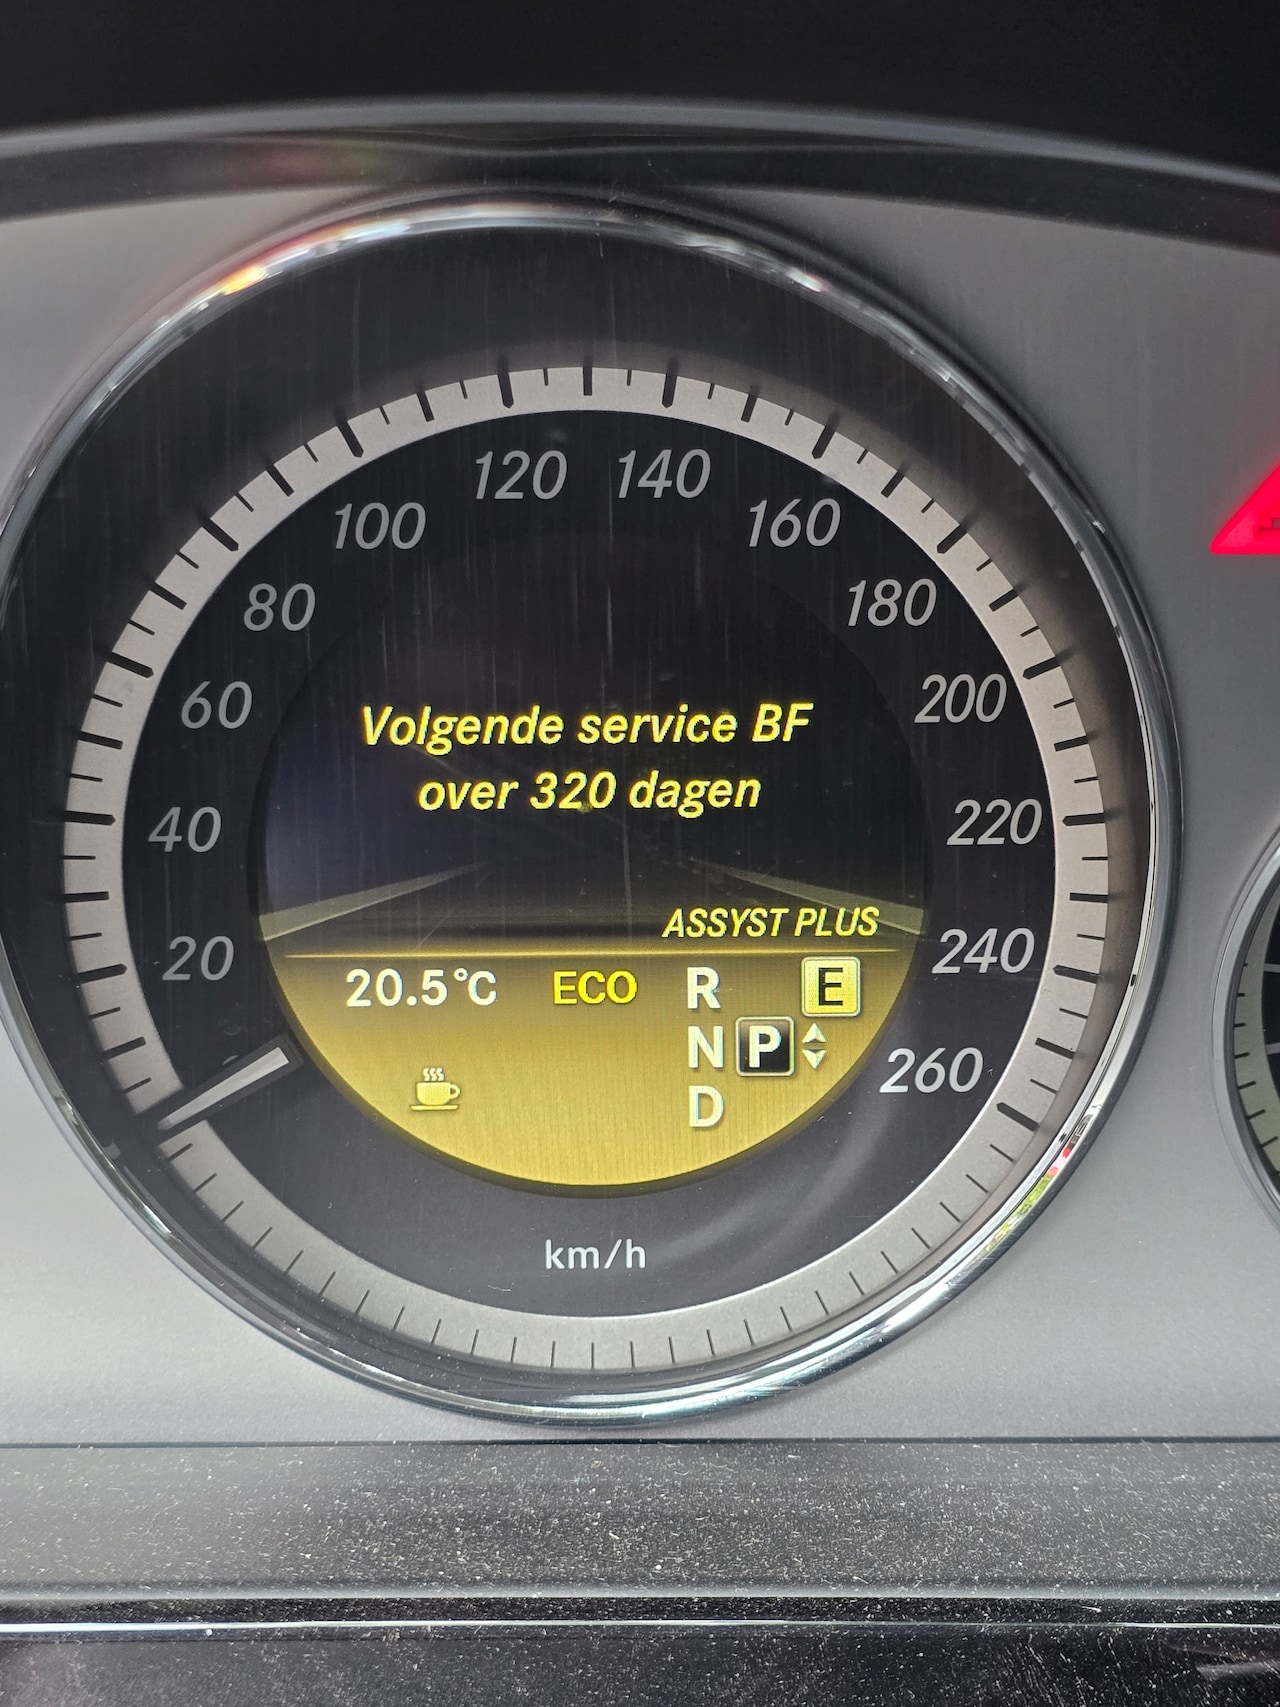 120 140
100 160
80 180
60 200
Volgende service BF
over 320 dagen
40 220
ASSYST PLUS
20 240
20.5°C ECO R E
N P 260
D
km/h